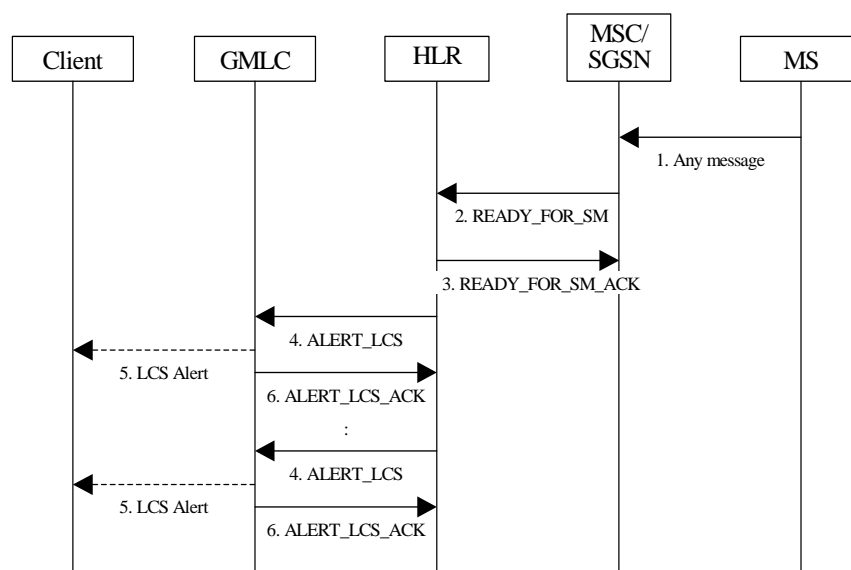 Client
GMLC
HLR
MSC/
SGSN
MS
1. Any message
2. READY_FOR_SM
3. READY_FOR_SM_ACK
4. ALERT_LCS
5. LCS Alert
6. ALERT_LCS_ACK
:
4. ALERT_LCS
5. LCS Alert
6. ALERT_LCS_ACK